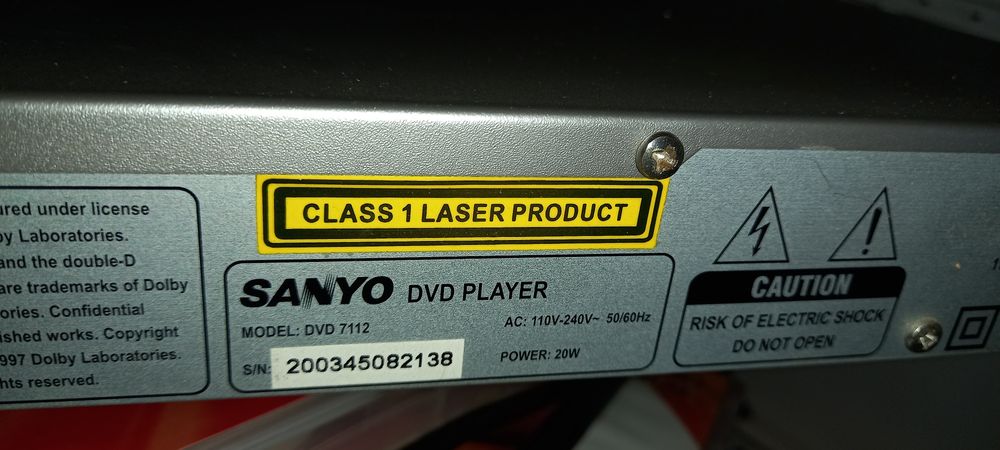 ured under license
by Laboratories.
and the double-D
are trademarks of Dolby
ories. Confidential
ished works. Copyright
997 Dolby Laboratories.
hts reserved.
CLASS 1 LASER PRODUCT
SANYO DVD PLAYER
MODEL: DVD 7112
AC: 110V-240V~ 50/60Hz
S/N: 200345082138
POWER: 20W
CAUTION
RISK OF ELECTRIC SHOCK
DO NOT OPEN